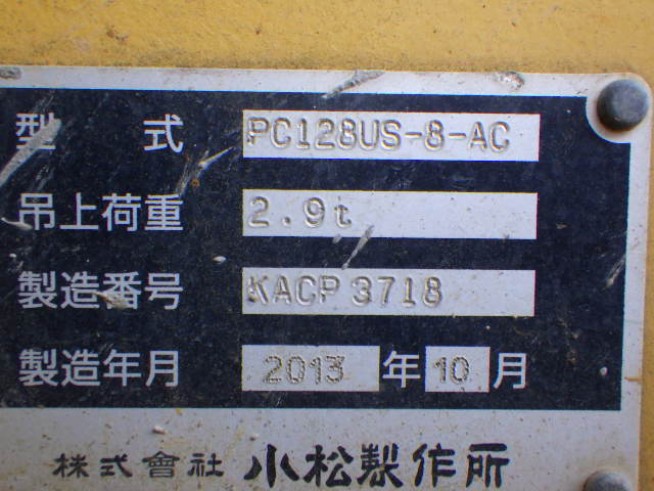 型 式 PC128US-8-AC
吊上荷重 2.9t
製造番号 KACP 3718
製造年月 2013 年 10 月
株式會社 小松製作所